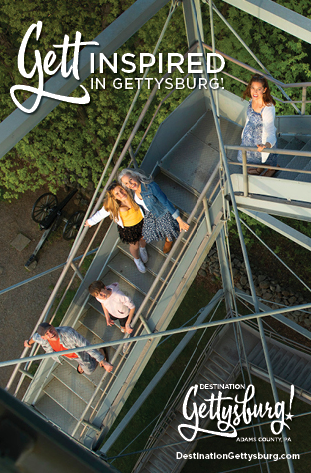 Gett INSPIRED
IN GETTYSBURG!
DESTINATION
Gettysburg!
ADAMS COUNTY, PA
DestinationGettysburg.com